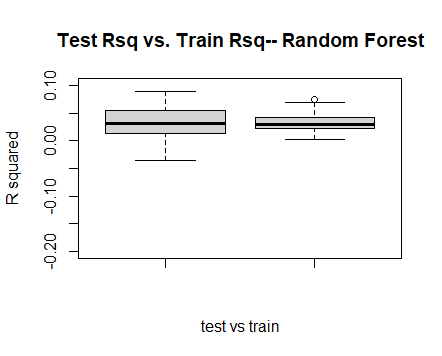 Test Rsq vs. Train Rsq-- Random Forest
R squared
0.10
0.00
-0.10
-0.20
test vs train